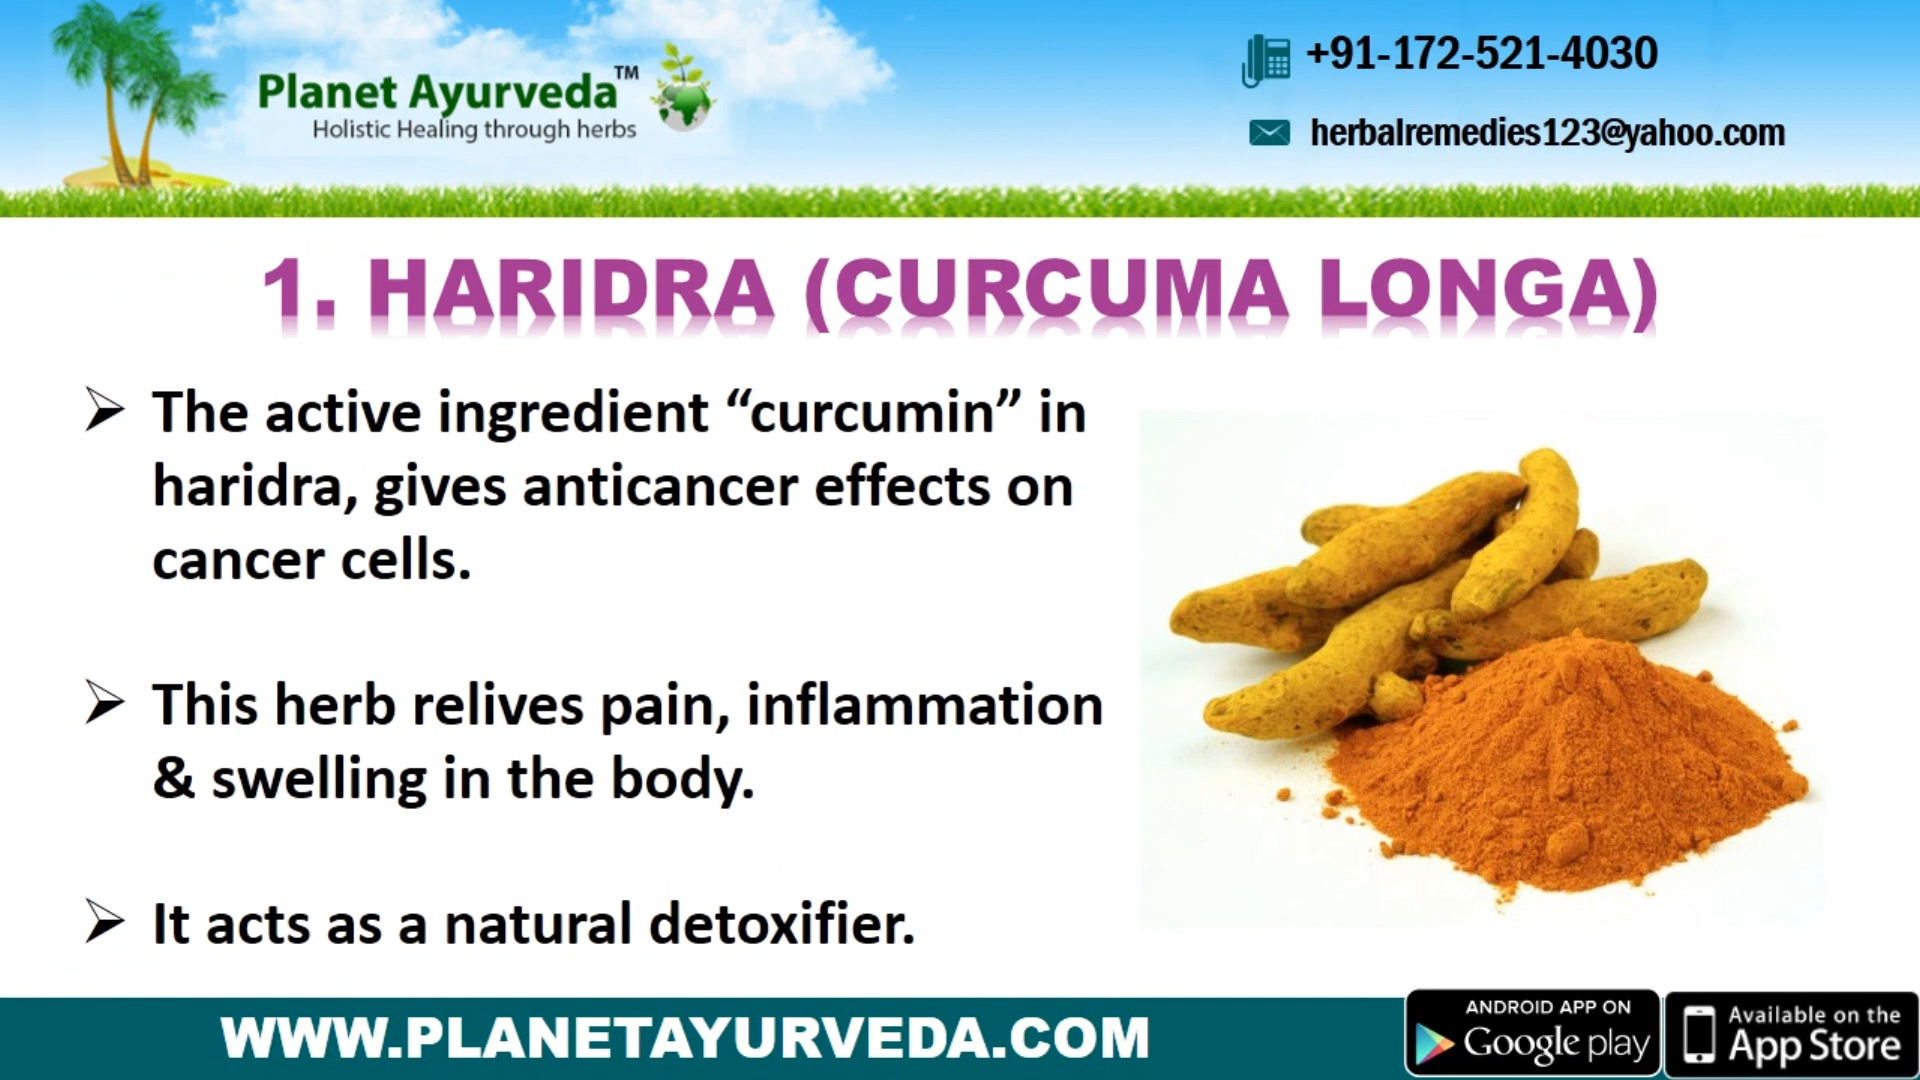 Planet Ayurveda™
Holistic Healing through herbs
+91-172-521-4030
herbalremedies123@yahoo.com
1. HARIDRA (CURCUMA LONGA)
➢ The active ingredient “curcumin” in
haridra, gives anticancer effects on
cancer cells.
➢ This herb relives pain, inflammation
& swelling in the body.
➢ It acts as a natural detoxifier.
WWW.PLANETAYURVEDA.COM
ANDROID APP ON
Google play
Available on the
App Store